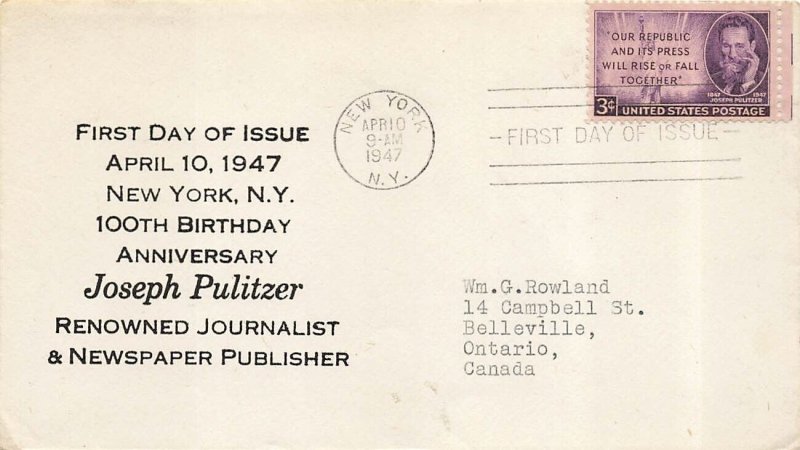 FIRST DAY OF ISSUE
APRIL 10, 1947
NEW YORK, N.Y.
100TH BIRTHDAY
ANNIVERSARY
Joseph Pulitzer
RENOWNED JOURNALIST
& NEWSPAPER PUBLISHER
NEW YORK
APR 10
9-AM
1947
N.Y.
-FIRST DAY OF ISSUE-
"OUR REPUBLIC
AND ITS PRESS
WILL RISE OR FALL
TOGETHER"
1847 1947
JOSEPH PULITZER
3¢ UNITED STATES POSTAGE
Wm.G.Rowland
14 Campbell St.
Belleville,
Ontario,
Canada